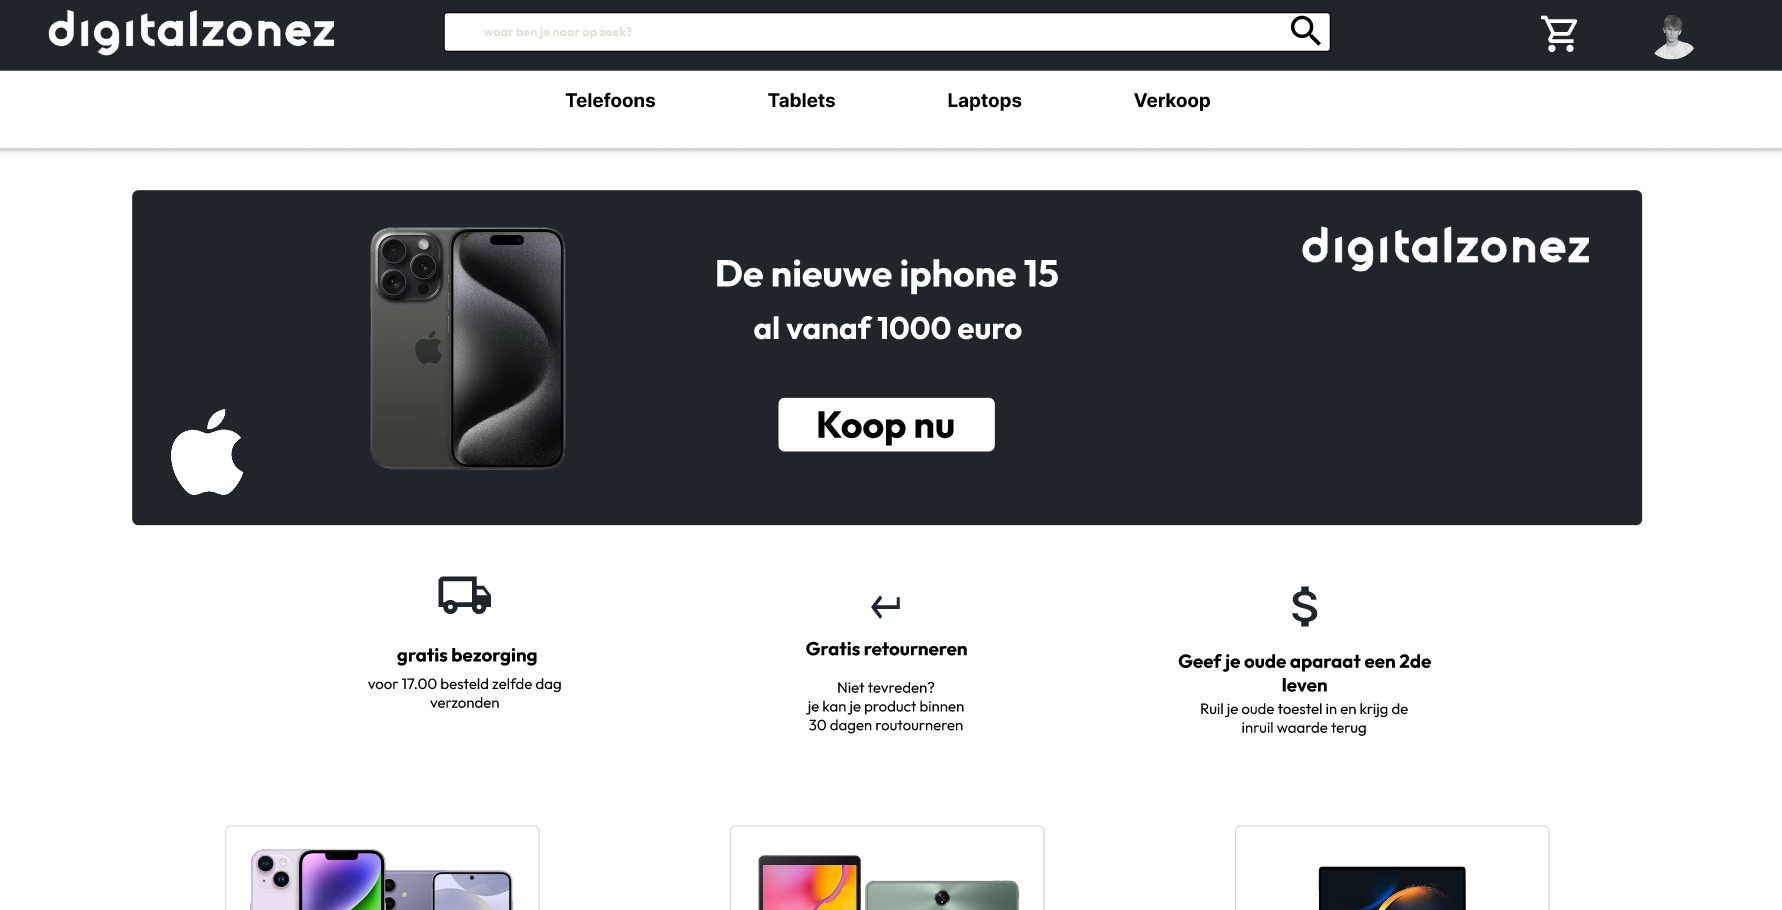 digitalzonez
waar ben je naar op zoek?
Telefoons Tablets Laptops Verkoop
digitalzonez
De nieuwe iphone 15
al vanaf 1000 euro
Koop nu
gratis bezorging
voor 17.00 besteld zelfde dag
verzonden
Gratis retourneren
Niet tevreden?
je kan je product binnen
30 dagen routourneren
Geef je oude aparaat een 2de
leven
Ruil je oude toestel in en krijg de
inruil waarde terug